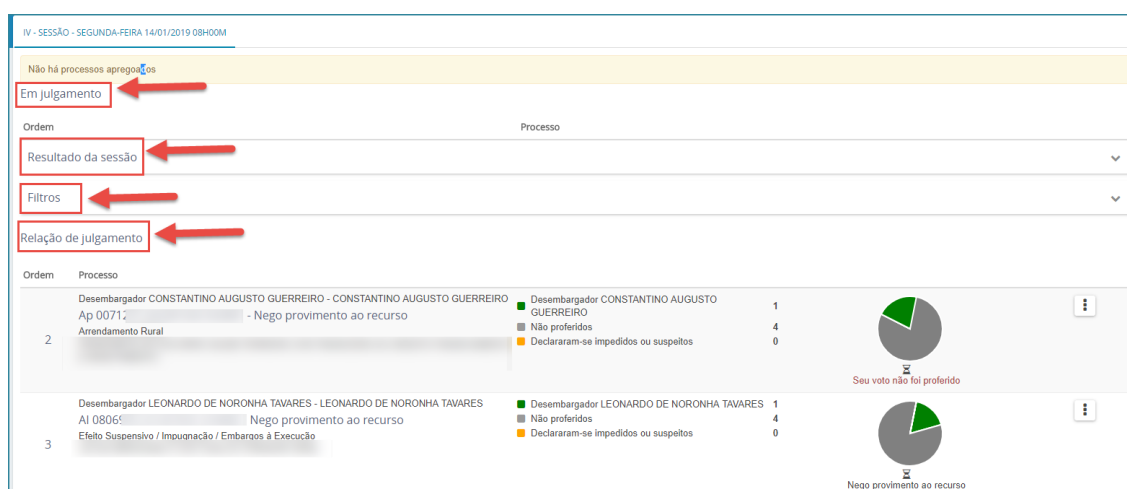 IV - SESSÃO - SEGUNDA-FEIRA 14/01/2019 08H00M
Não há processos apregoados
Em julgamento
Ordem Processo
Resultado da sessão
Filtros
Relação de julgamento
Ordem Processo
Desembargador CONSTANTINO AUGUSTO GUERREIRO - CONSTANTINO AUGUSTO GUERREIRO
Ap 00712 - Nego provimento ao recurso
Arrendamento Rural
2
Desembargador CONSTANTINO AUGUSTO GUERREIRO 1
Não proferidos 4
Declararam-se impedidos ou suspeitos 0
Seu voto não foi proferido
Desembargador LEONARDO DE NORONHA TAVARES - LEONARDO DE NORONHA TAVARES
AI 08069 Nego provimento ao recurso
Efeito Suspensivo / Impugnação / Embargos à Execução
3
Desembargador LEONARDO DE NORONHA TAVARES 1
Não proferidos 4
Declararam-se impedidos ou suspeitos 0
Nego provimento ao recurso